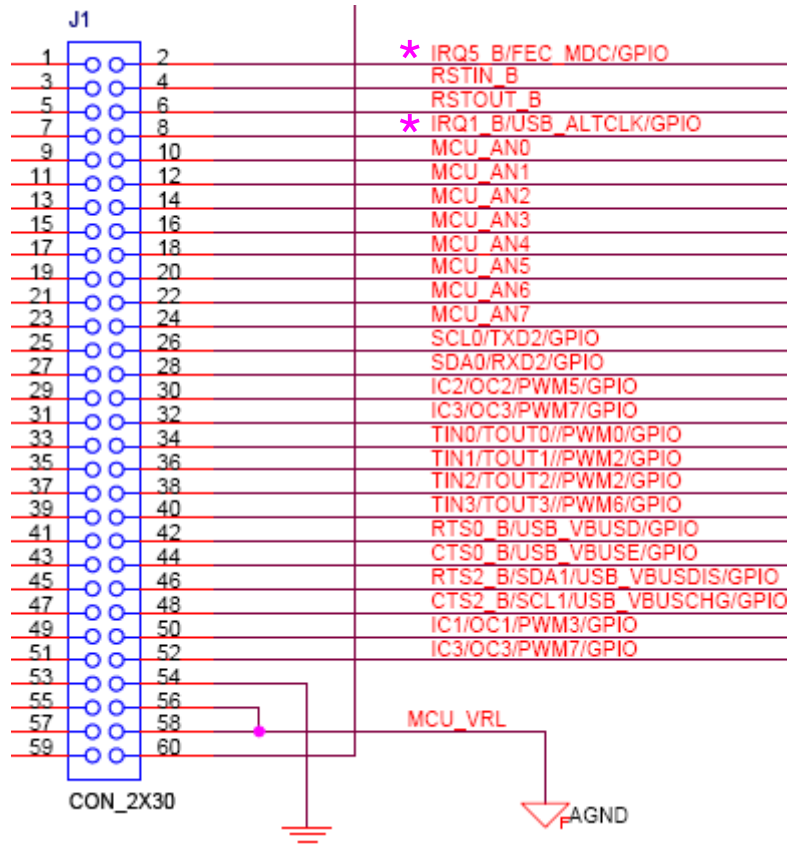 J1
1 2 * IRQ5_B/FEC_MDC/GPIO
3 4 RSTIN_B
5 6 RSTOUT_B
7 8 * IRQ1_B/USB_ALTCLK/GPIO
9 10 MCU_AN0
11 12 MCU_AN1
13 14 MCU_AN2
15 16 MCU_AN3
17 18 MCU_AN4
19 20 MCU_AN5
21 22 MCU_AN6
23 24 MCU_AN7
25 26 SCL0/TXD2/GPIO
27 28 SDA0/RXD2/GPIO
29 30 IC2/OC2/PWM5/GPIO
31 32 IC3/OC3/PWM7/GPIO
33 34 TIN0/TOUT0//PWM0/GPIO
35 36 TIN1/TOUT1//PWM2/GPIO
37 38 TIN2/TOUT2//PWM2/GPIO
39 40 TIN3/TOUT3//PWM6/GPIO
41 42 RTS0_B/USB_VBUSD/GPIO
43 44 CTS0_B/USB_VBUSE/GPIO
45 46 RTS2_B/SDA1/USB_VBUSDIS/GPIO
47 48 CTS2_B/SCL1/USB_VBUSCHG/GPIO
49 50 IC1/OC1/PWM3/GPIO
51 52 IC3/OC3/PWM7/GPIO
53 54
55 56
57 58 MCU_VRL
59 60
CON_2X30
F AGND